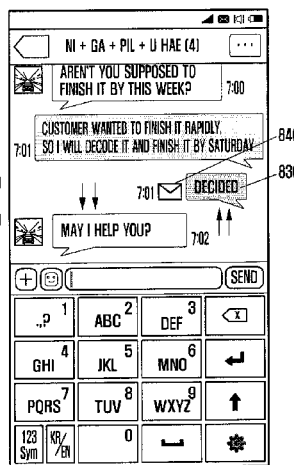 NI + GA + PIL + U HAE (4)
...
AREN'T YOU SUPPOSED TO
FINISH IT BY THIS WEEK?
7:00
CUSTOMER WANTED TO FINISH IT RAPIDLY,
7:01 SO I WILL DECODE IT AND FINISH IT BY SATURDAY
840
7:01 DECIDED 830
MAY I HELP YOU?
7:02
+ SEND
.,? 1 ABC 2 DEF 3 X
GHI 4 JKL 5 MNO 6
PQRS 7 TUV 8 WXYZ 9
123 KR/ 0
Sym EN